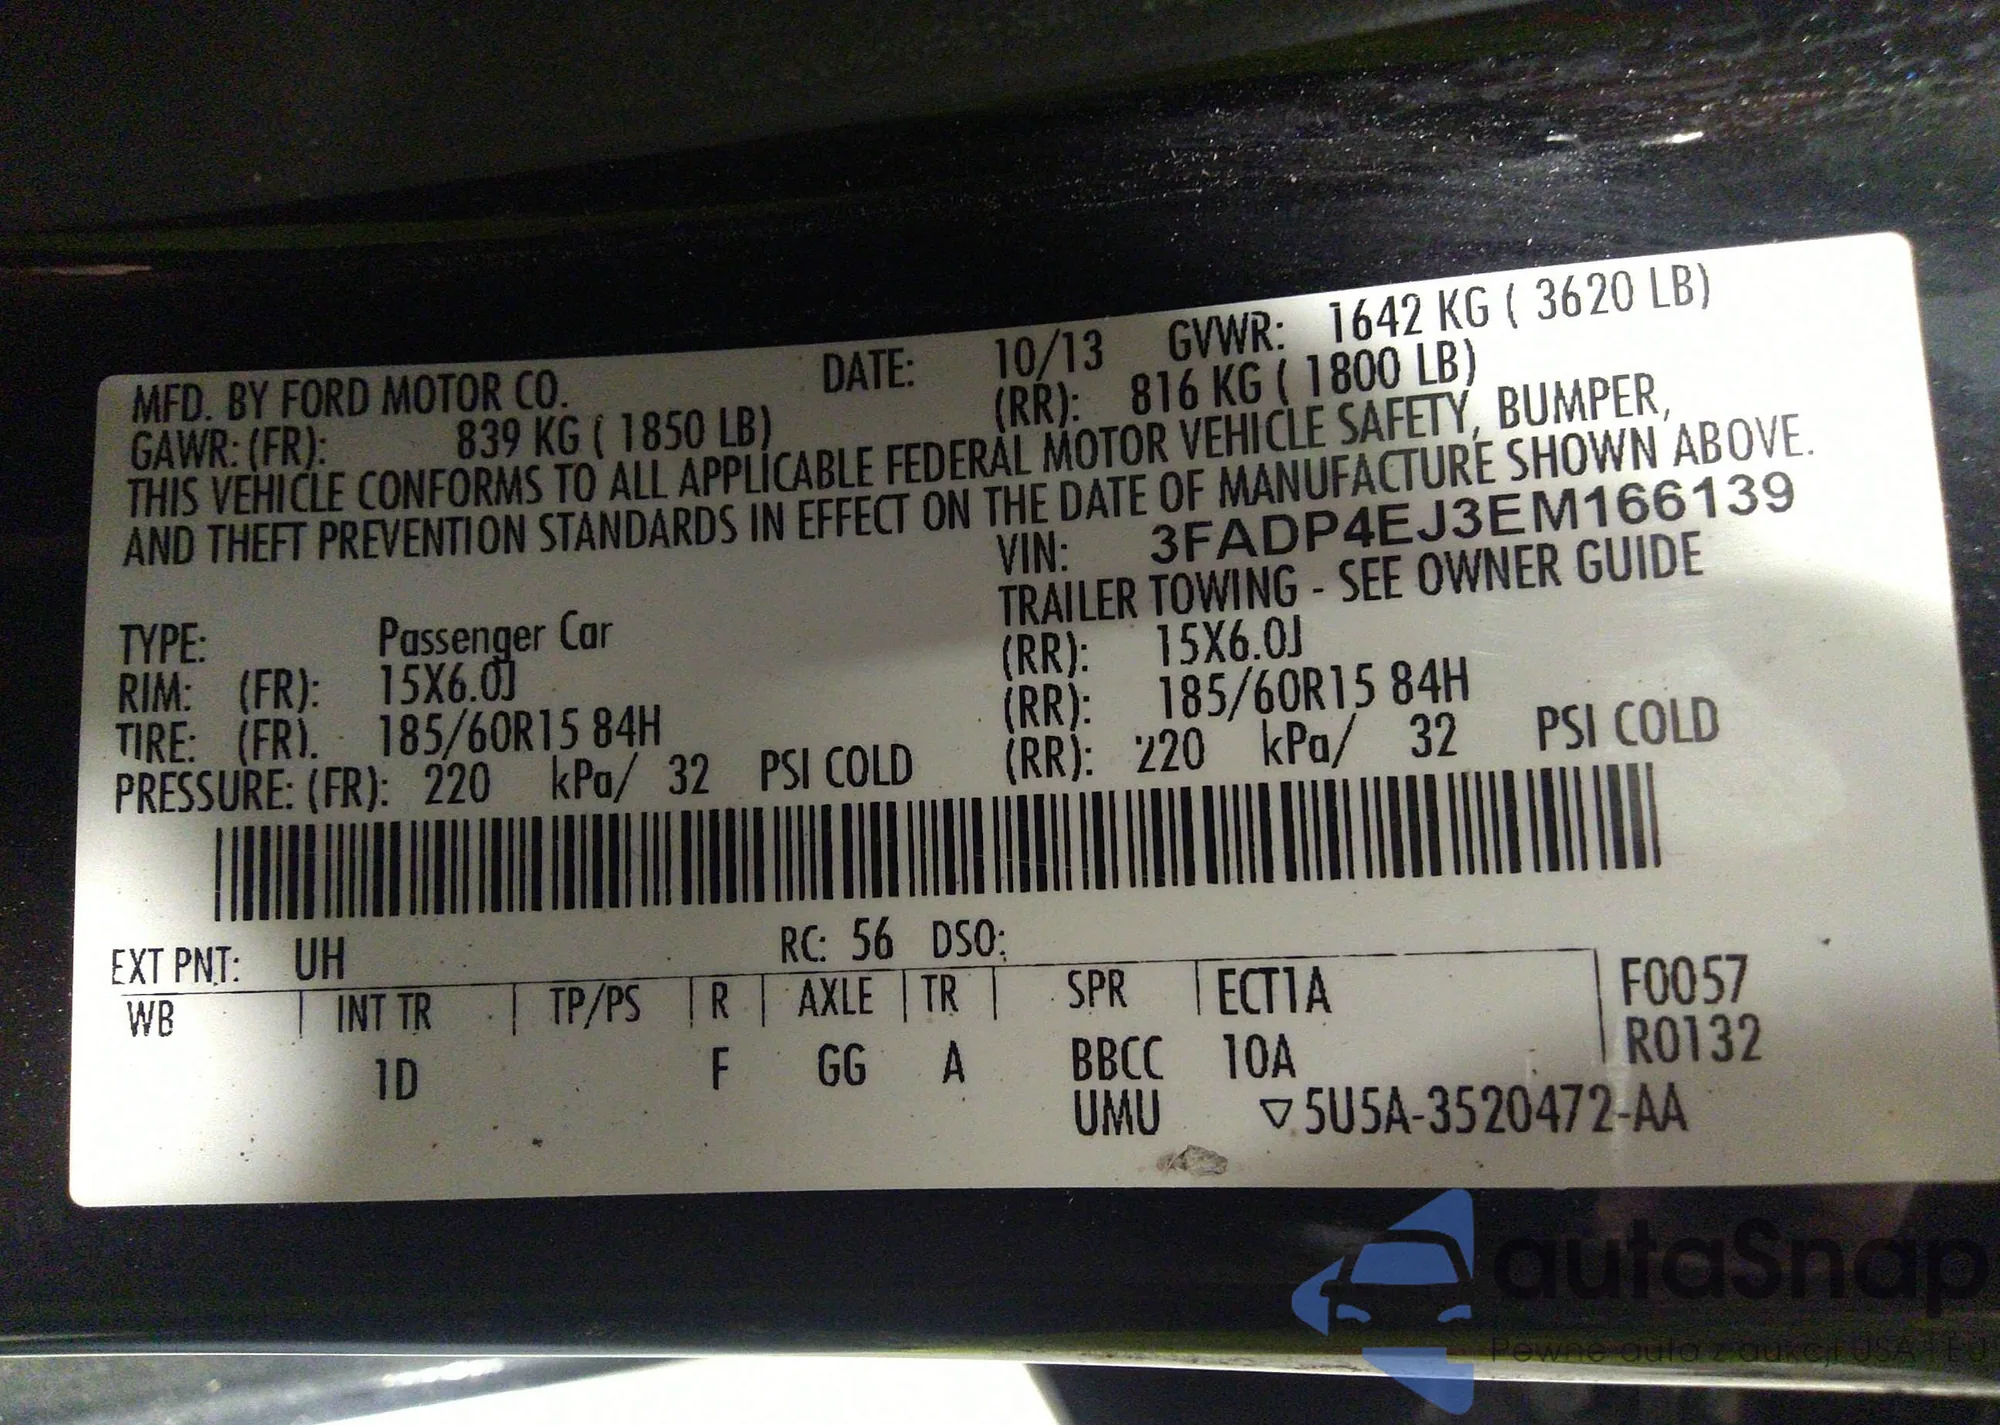 MFD. BY FORD MOTOR CO. DATE: 10/13 GVWR: 1642 KG ( 3620 LB)
GAWR: (FR): 839 KG ( 1850 LB) (RR): 816 KG ( 1800 LB)
THIS VEHICLE CONFORMS TO ALL APPLICABLE FEDERAL MOTOR VEHICLE SAFETY, BUMPER,
AND THEFT PREVENTION STANDARDS IN EFFECT ON THE DATE OF MANUFACTURE SHOWN ABOVE.
VIN: 3FADP4EJ3EM166139
TRAILER TOWING - SEE OWNER GUIDE
TYPE: Passenger Car
RIM: (FR): 15X6.0J (RR): 15X6.0J
TIRE: (FR). 185/60R15 84H (RR): 185/60R15 84H
PRESSURE: (FR): 220 kPa/ 32 PSI COLD (RR): 220 kPa/ 32 PSI COLD
EXT PNT: UH RC: 56 DSO:
WB INT TR TP/PS R AXLE TR SPR ECT1A F0057
1D F GG A BBCC 10A R0132
UMU ▽5U5A-3520472-AA
autaSnap
Pewne auta z aukcji USA i EU